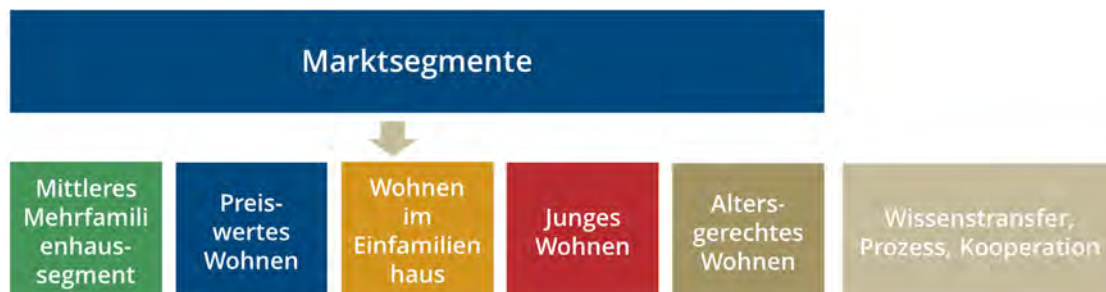 Marktsegmente
Mittleres
Mehrfamili
enhaus-
segment
Preis-
wertes
Wohnen
Wohnen
im
Einfamilien
haus
Junges
Wohnen
Alters-
gerechtes
Wohnen
Wissenstransfer,
Prozess, Kooperation